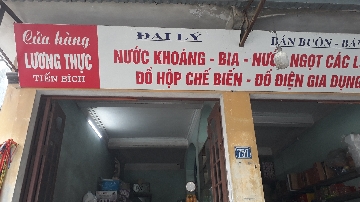 Cửa hàng
LƯƠNG THỰC
TIẾN BÍCH
ĐẠI LÝ
BÁN BUÔN - BÁ
NƯỚC KHOÁNG - BIA - NƯỚC NGỌT CÁC L
ĐỒ HỘP CHẾ BIẾN - ĐỒ ĐIỆN GIA DỤNG